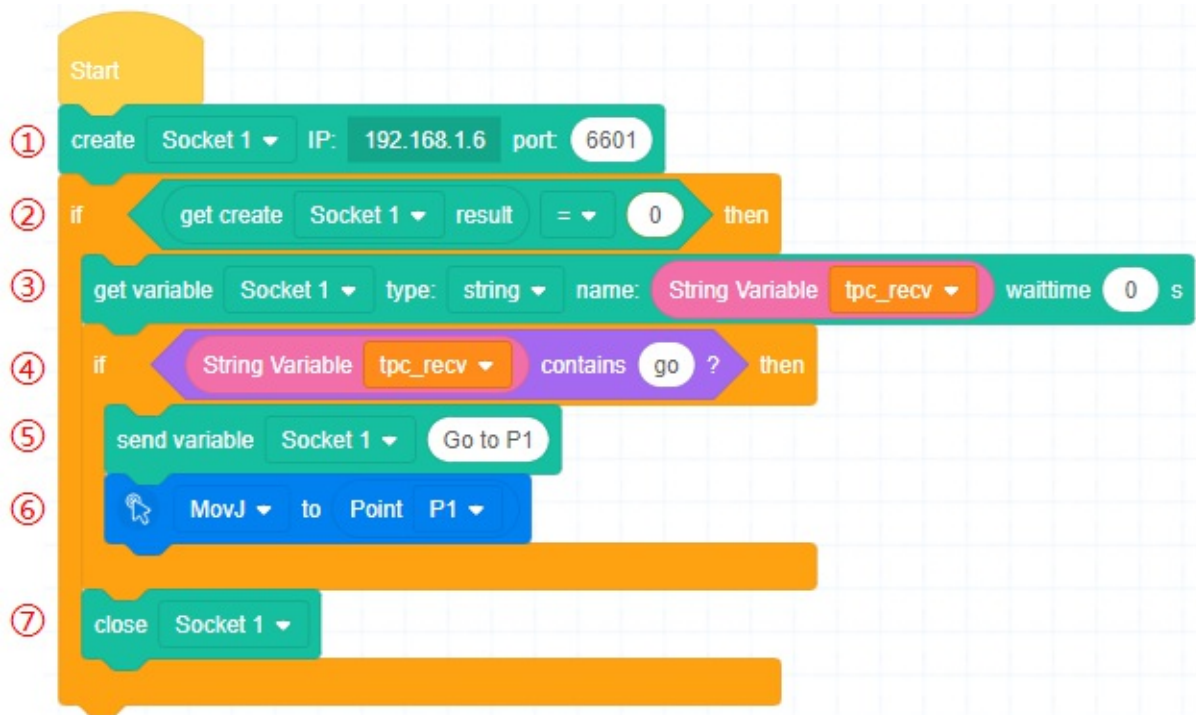 Start
① create Socket 1 IP: 192.168.1.6 port: 6601
② if get create Socket 1 result = 0 then
③ get variable Socket 1 type: string name: String Variable tpc_recv waittime 0 s
④ if String Variable tpc_recv contains go ? then
⑤ send variable Socket 1 Go to P1
⑥ MovJ to Point P1
⑦ close Socket 1